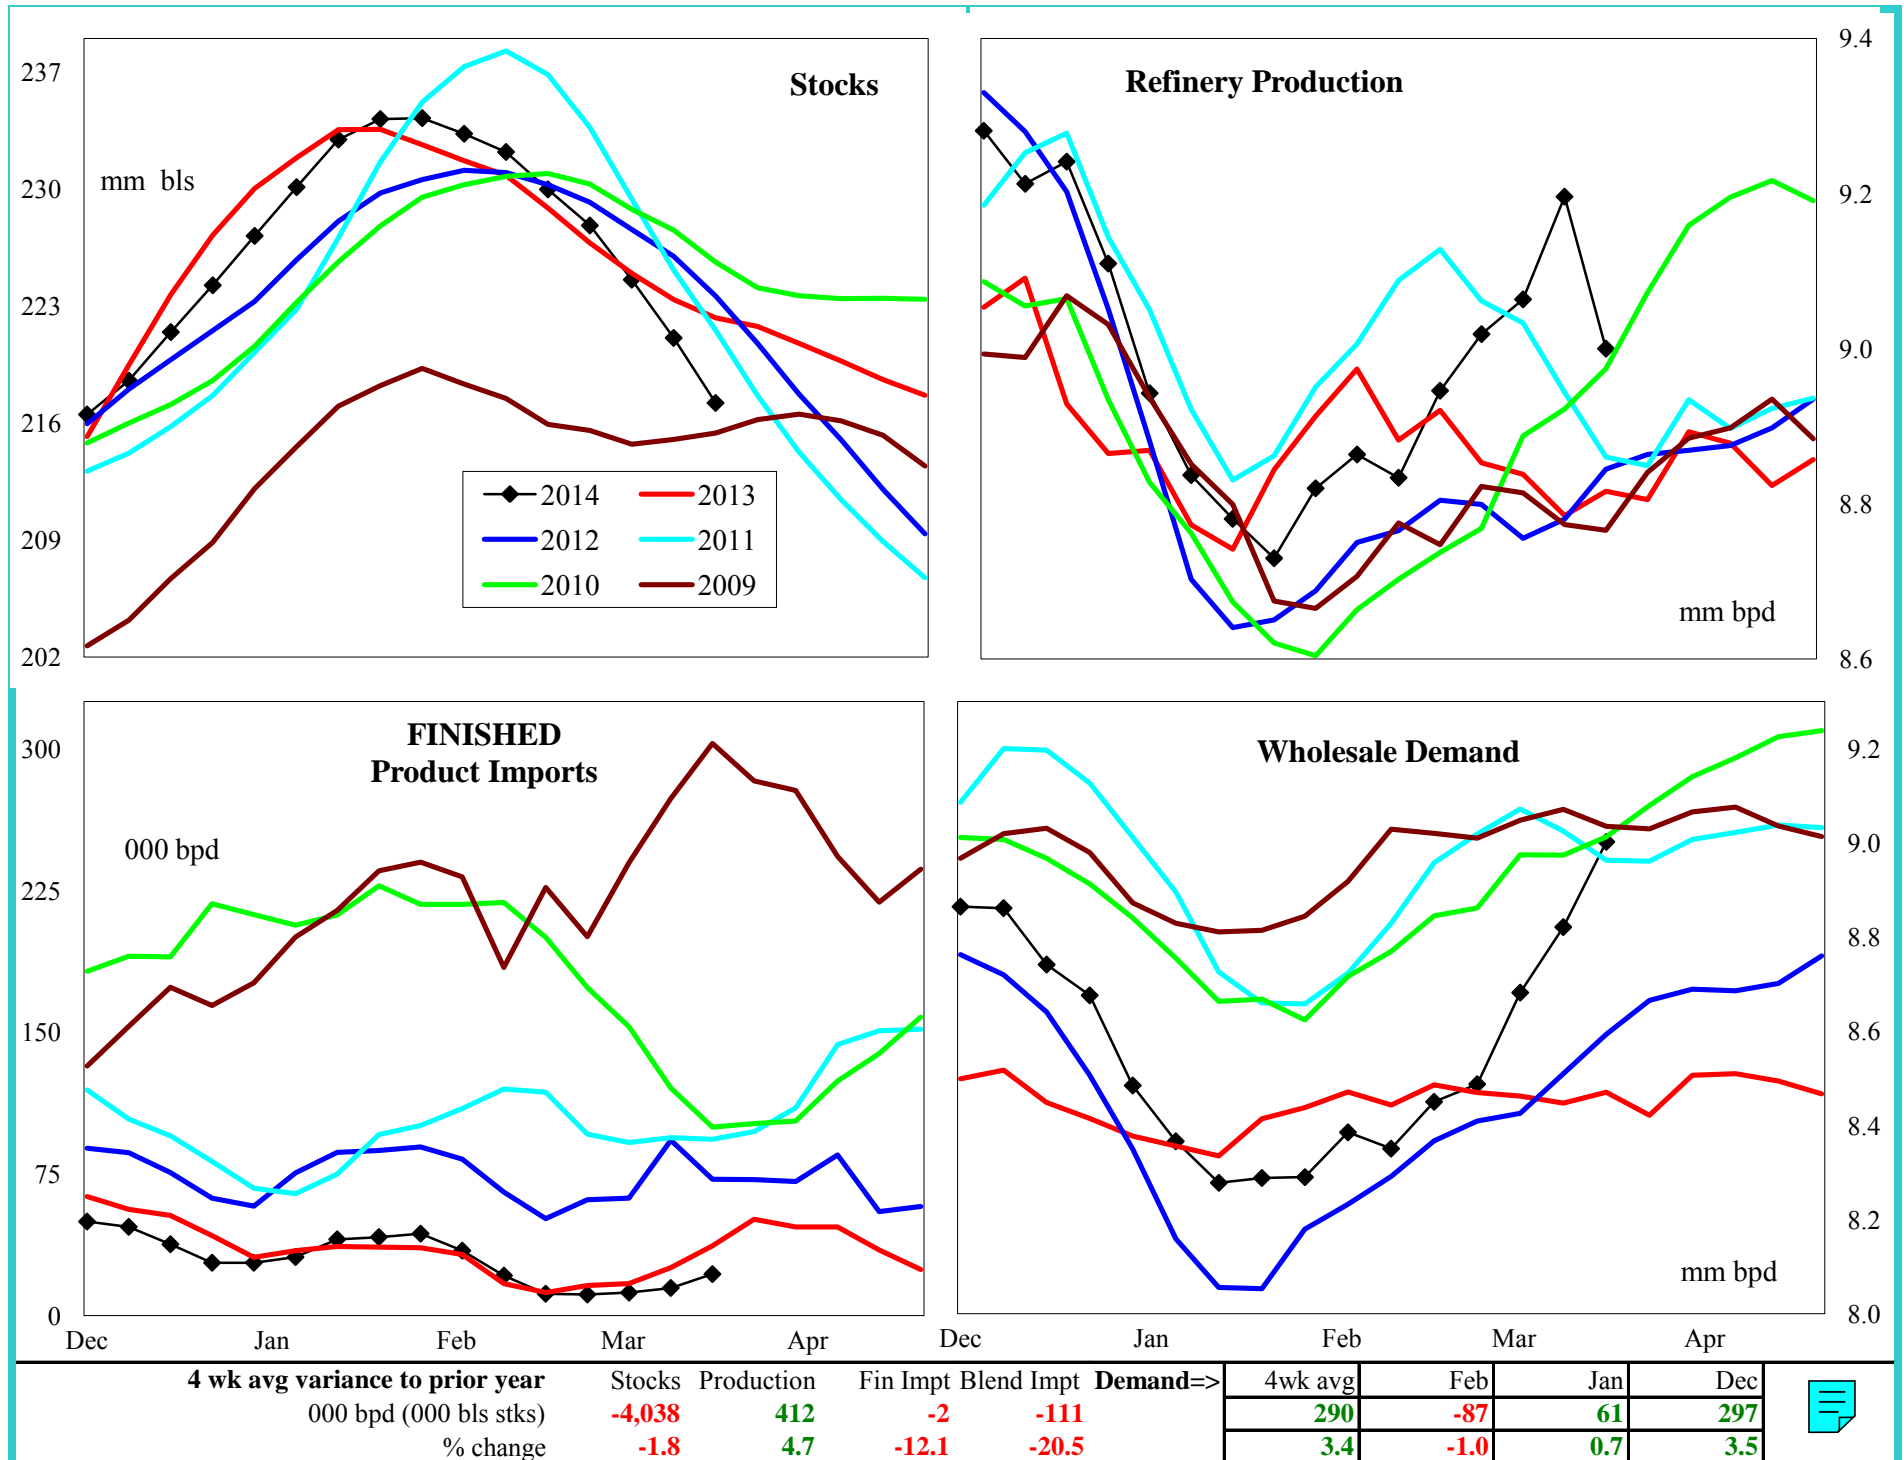 Stocks
mm bls
237
230
223
216
209
202
2014
2013
2012
2011
2010
2009
Refinery Production
mm bpd
9.4
9.2
9.0
8.8
8.6
FINISHED
Product Imports
000 bpd
300
225
150
75
0
Dec Jan Feb Mar Apr
Wholesale Demand
mm bpd
9.2
9.0
8.8
8.6
8.4
8.2
8.0
Dec Jan Feb Mar Apr
4 wk avg variance to prior year Stocks Production Fin Impt Blend Impt Demand=> 4wk avg Feb Jan Dec
000 bpd (000 bls stks) -4,038 412 -2 -111 290 -87 61 297
% change -1.8 4.7 -12.1 -20.5 3.4 -1.0 0.7 3.5